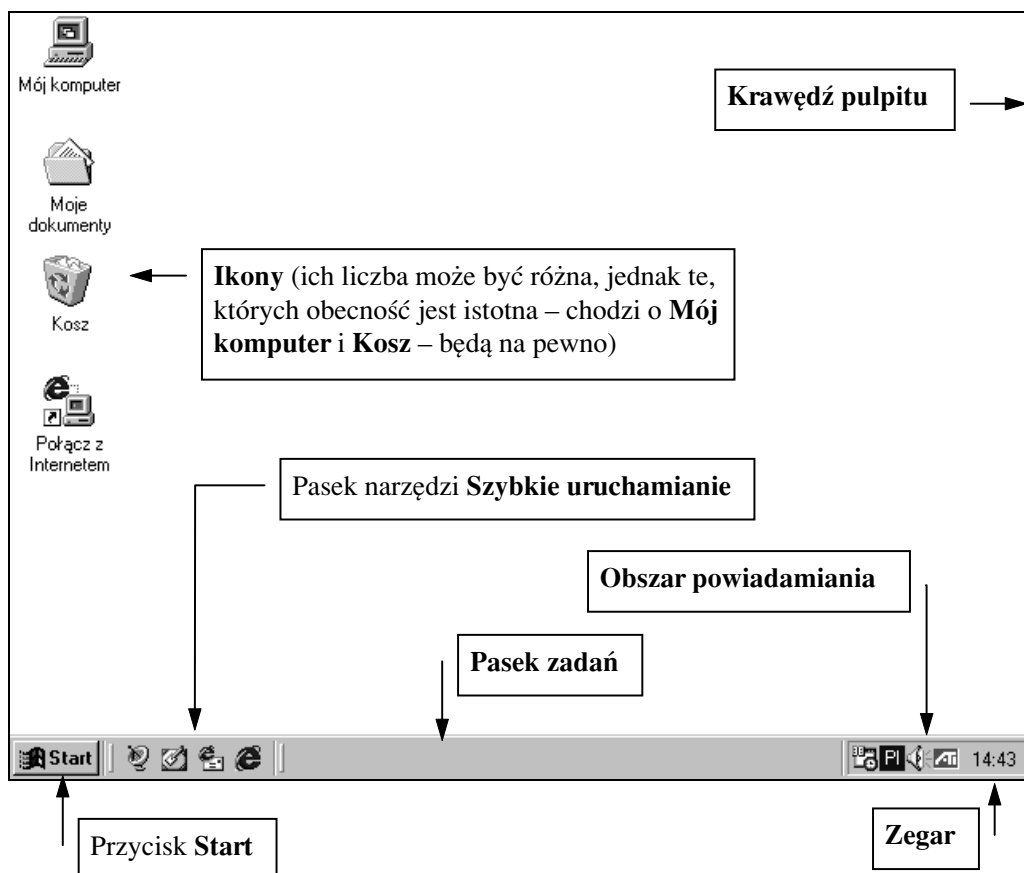 Mój komputer
Krawędź pulpitu
Moje
dokumenty
Ikony (ich liczba może być różna, jednak te,
których obecność jest istotna – chodzi o Mój
komputer i Kosz – będą na pewno)
Kosz
Połącz z
Internetem
Pasek narzędzi Szybkie uruchamianie
Obszar powiadamiania
Pasek zadań
Start
Pl
14:43
Przycisk Start
Zegar